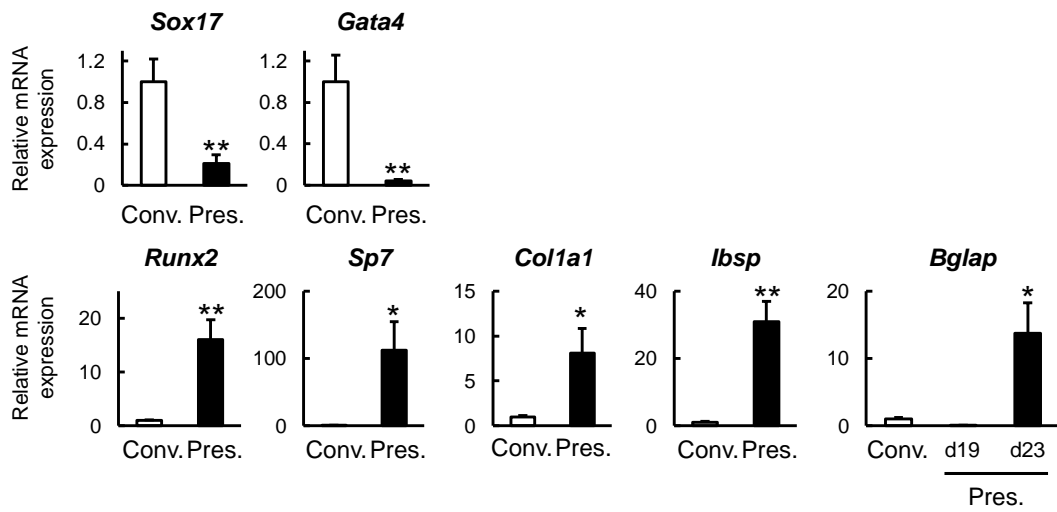 Sox17 Gata4
Relative mRNA
expression
1.2 1.2
0.8 0.8
** 
0.4 0.4
**
0 0
Conv. Pres. Conv. Pres.
Runx2 Sp7 Col1a1 Ibsp Bglap
Relative mRNA
expression
200 15 20
** * * ** *
20 10 40
100 10
10 5 20
0 0 0 0 0
Conv. Pres. Conv. Pres. Conv. Pres. Conv. Pres. Conv. d19 d23
Pres.